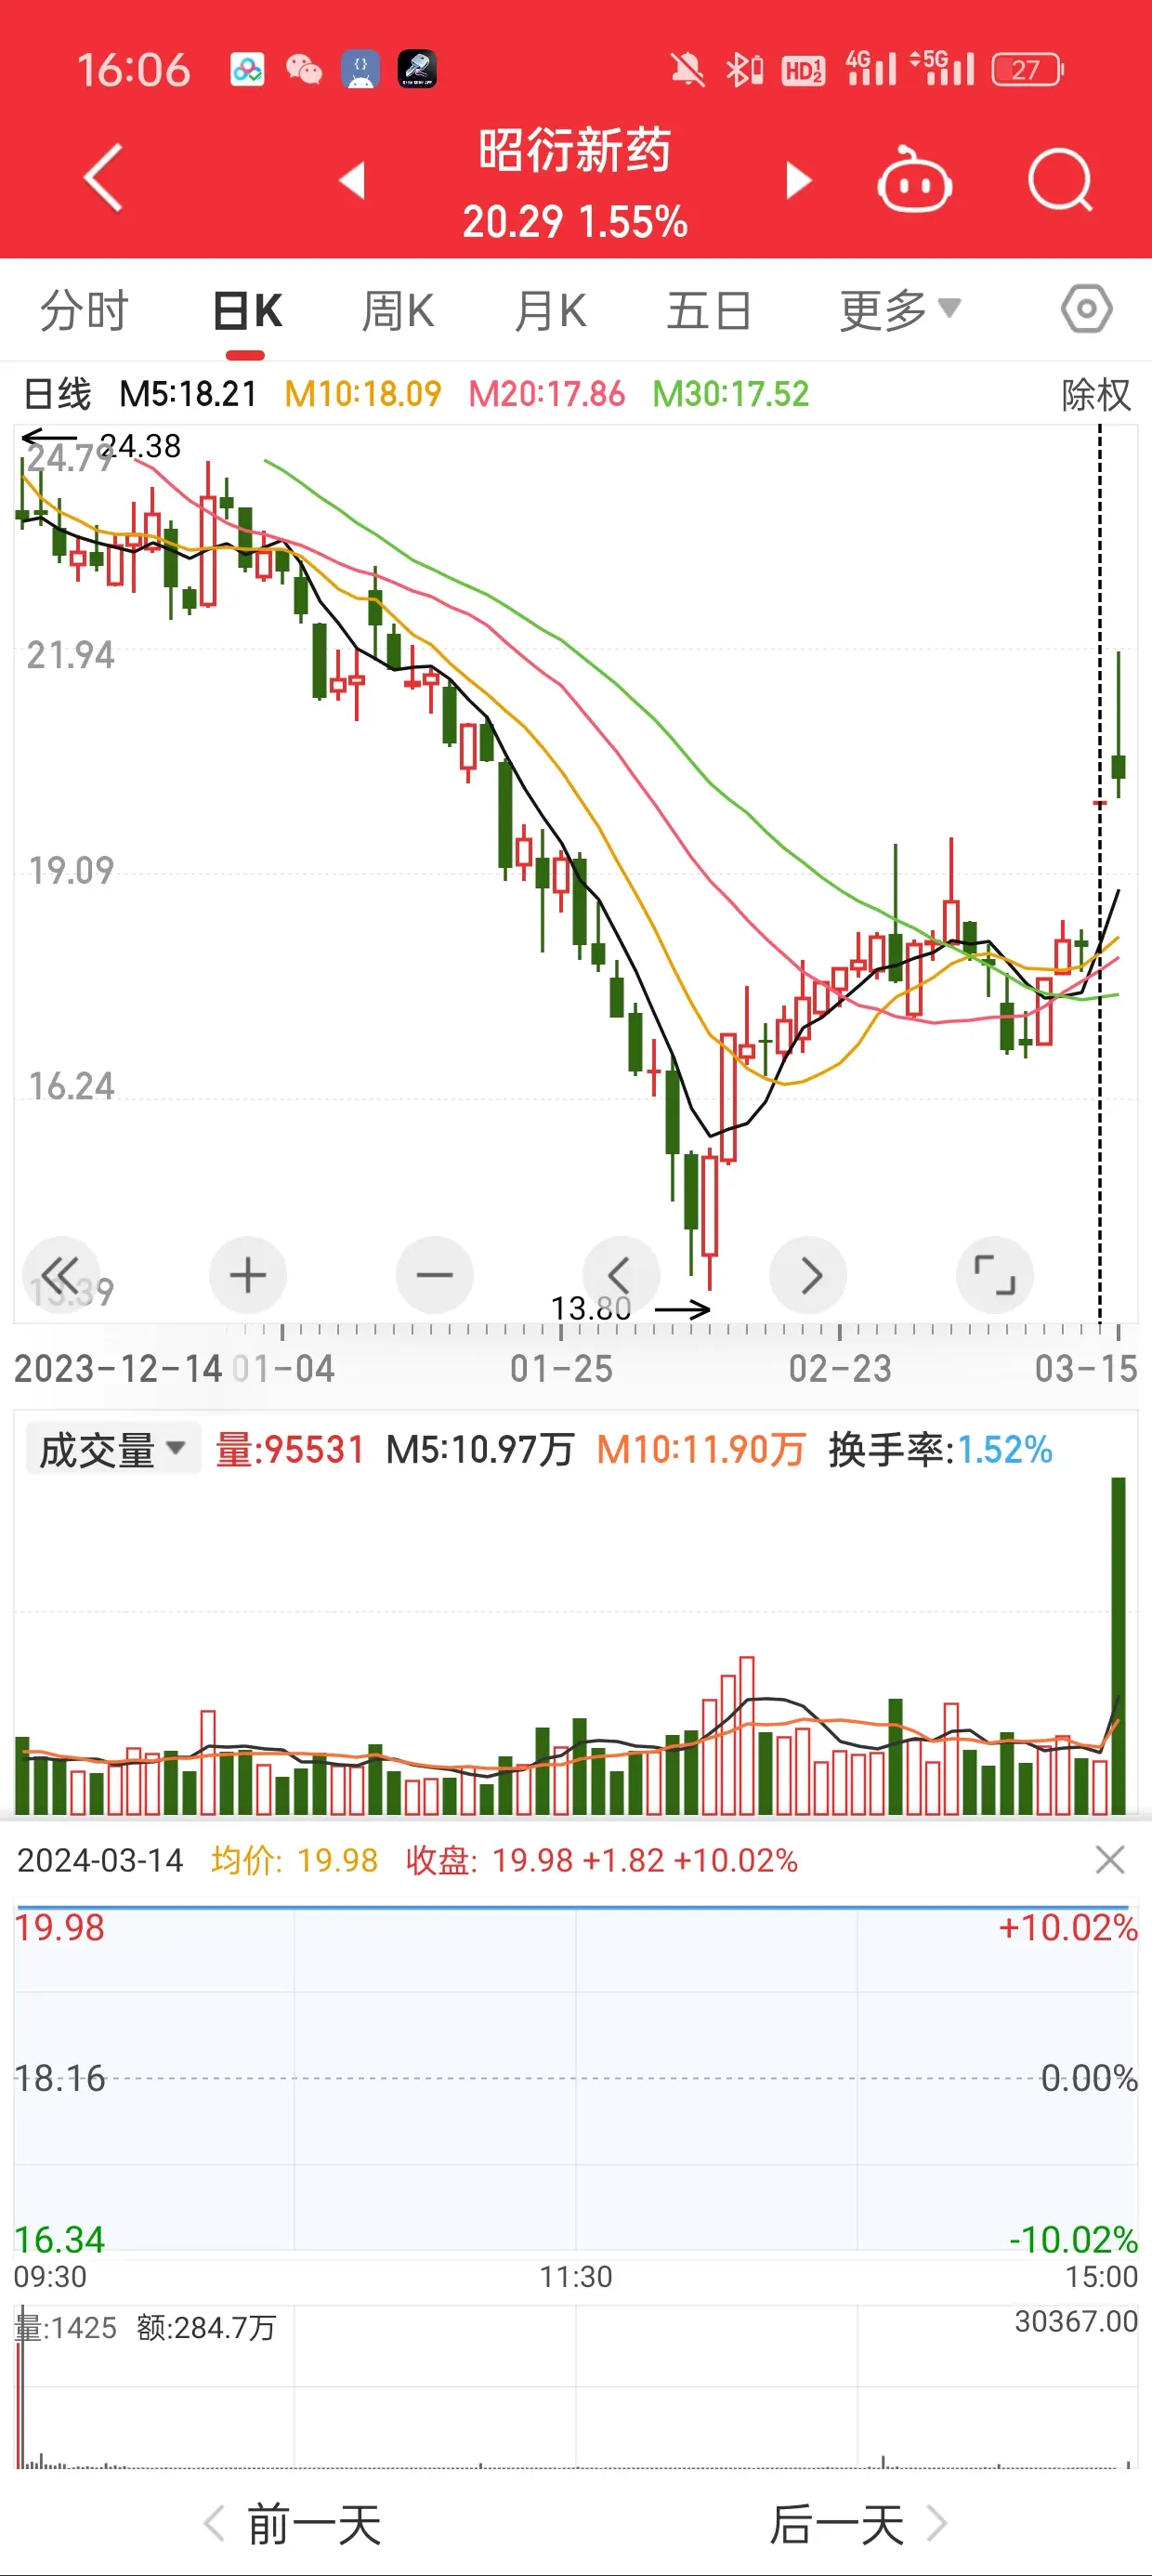 16:06 HD 1 2 4G 5G 27
昭衍新药
20.29 1.55%
分时 日K 周K 月K 五日 更多
日线 M5:18.21 M10:18.09 M20:17.86 M30:17.52 除权
24.38
24.79
21.94
19.09
16.24
13.39
13.80
2023-12-14 01-04 01-25 02-23 03-15
成交量 量:95531 M5:10.97万 M10:11.90万 换手率:1.52%
2024-03-14 均价: 19.98 收盘: 19.98 +1.82 +10.02%
19.98 +10.02%
18.16 0.00%
16.34 -10.02%
09:30 11:30 15:00
量:1425 额:284.7万 30367.00
前一天 后一天